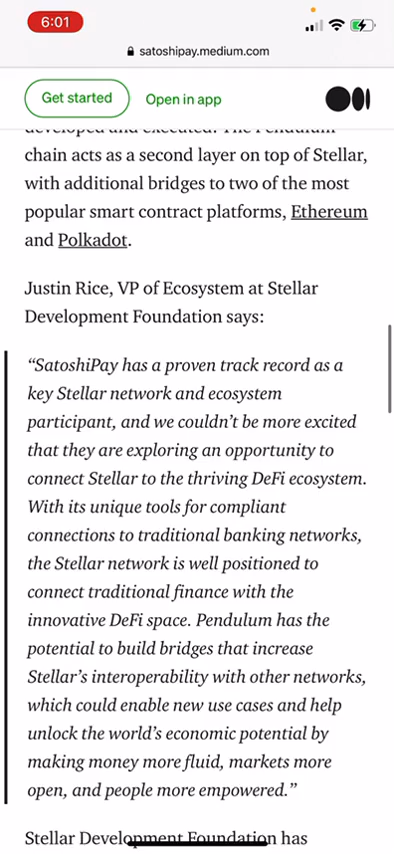 6:01
satoshipay.medium.com
Get started
Open in app
developed and executed. The Pendulum
chain acts as a second layer on top of Stellar,
with additional bridges to two of the most
popular smart contract platforms, Ethereum
and Polkadot.
Justin Rice, VP of Ecosystem at Stellar
Development Foundation says:
“SatoshiPay has a proven track record as a
key Stellar network and ecosystem
participant, and we couldn’t be more excited
that they are exploring an opportunity to
connect Stellar to the thriving DeFi ecosystem.
With its unique tools for compliant
connections to traditional banking networks,
the Stellar network is well positioned to
connect traditional finance with the
innovative DeFi space. Pendulum has the
potential to build bridges that increase
Stellar’s interoperability with other networks,
which could enable new use cases and help
unlock the world’s economic potential by
making money more fluid, markets more
open, and people more empowered.”
Stellar Development Foundation has